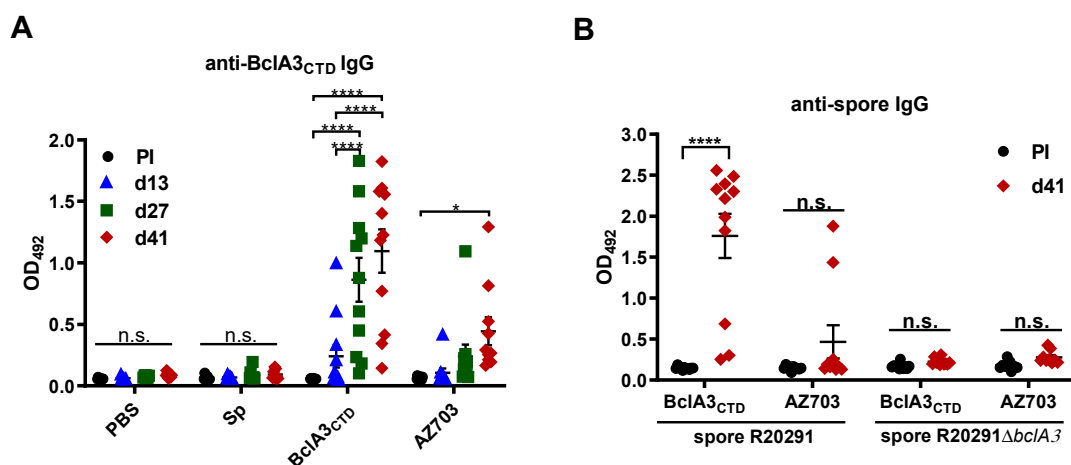 A
anti-BclA3CTD IgG
****
****
****
****
*
n.s.
n.s.
PI
d13
d27
d41
OD492
2.0
1.5
1.0
0.5
0.0
PBS
Sp
BclA3CTD
AZ703
B
anti-spore IgG
****
n.s.
n.s.
n.s.
PI
d41
OD492
3.0
2.5
2.0
1.5
1.0
0.5
0.0
BclA3CTD AZ703 BclA3CTD AZ703
spore R20291 spore R20291ΔbclA3